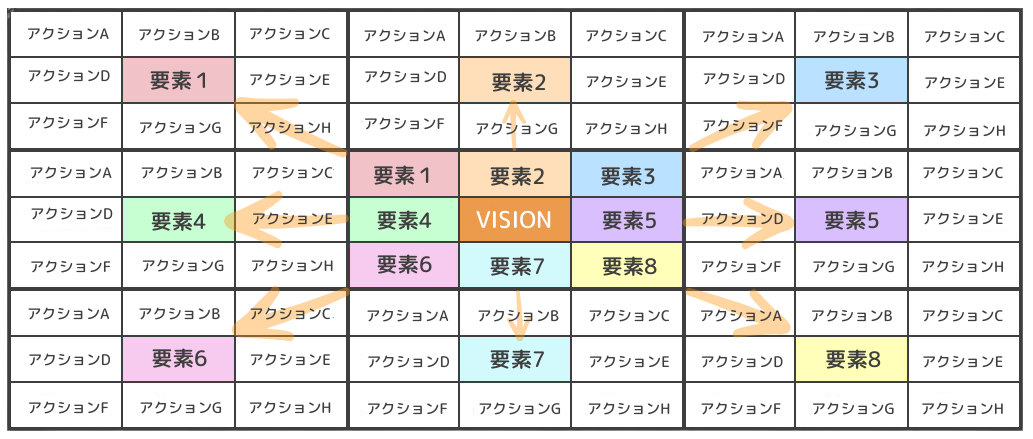 アクションA アクションB アクションC アクションA アクションB アクションC アクションA アクションB アクションC
アクションD 要素１ アクションE アクションD 要素2 アクションE アクションD 要素3 アクションE
アクションF アクションG アクションH アクションF アクションG アクションH アクションF アクションG アクションH
アクションA アクションB アクションC 要素１ 要素2 要素3 アクションA アクションB アクションC
アクションD 要素4 アクションE 要素4 VISION 要素5 アクションD 要素5 アクションE
アクションF アクションG アクションH 要素6 要素7 要素8 アクションF アクションG アクションH
アクションA アクションB アクションC アクションA アクションB アクションC アクションA アクションB アクションC
アクションD 要素6 アクションE アクションD 要素7 アクションE アクションD 要素8 アクションE
アクションF アクションG アクションH アクションF アクションG アクションH アクションF アクションG アクションH